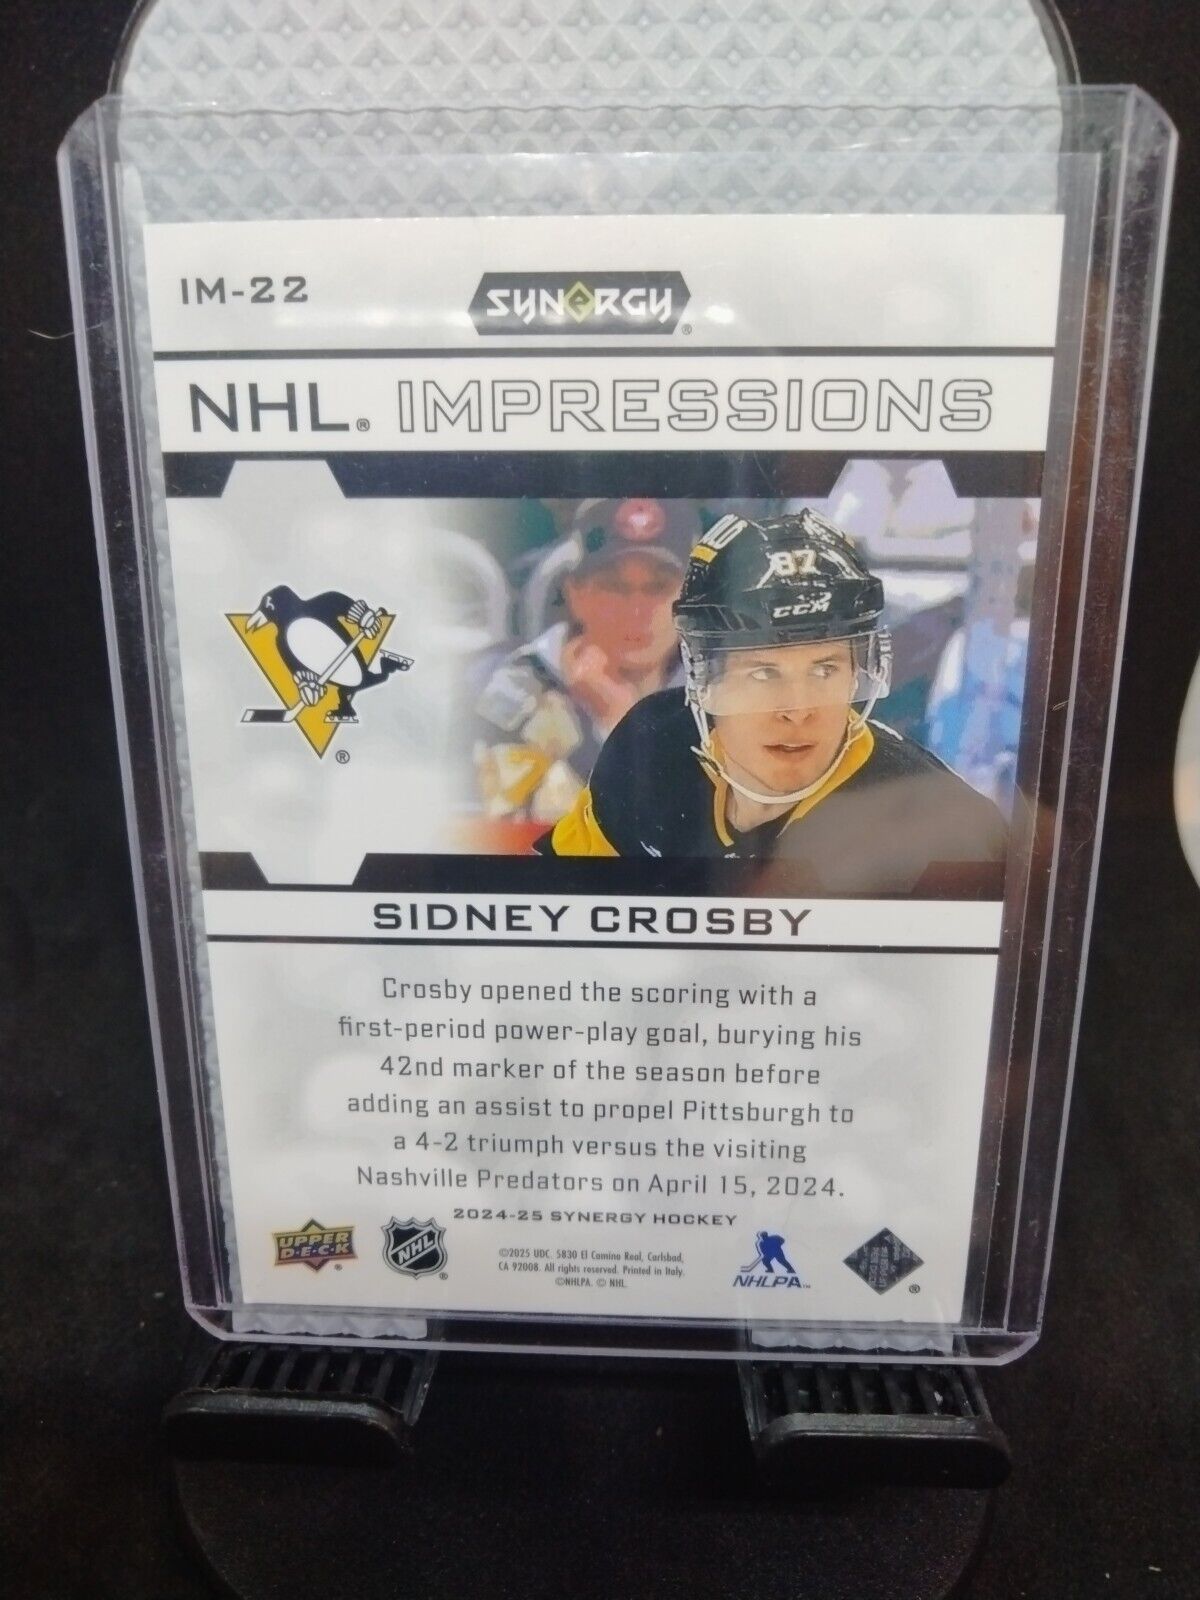 IM-22
SYNERGY®
NHL® IMPRESSIONS
87
CCM
®
SIDNEY CROSBY
Crosby opened the scoring with a
first-period power-play goal, burying his
42nd marker of the season before
adding an assist to propel Pittsburgh to
a 4-2 triumph versus the visiting
Nashville Predators on April 15, 2024.
2024-25 SYNERGY HOCKEY
UPPER
D·E·C·K
®
NHL
®
©2025 UDC. 5830 El Camino Real, Carlsbad,
CA 92008. All rights reserved. Printed in Italy.
©NHLPA. © NHL.
NHLPA™
®